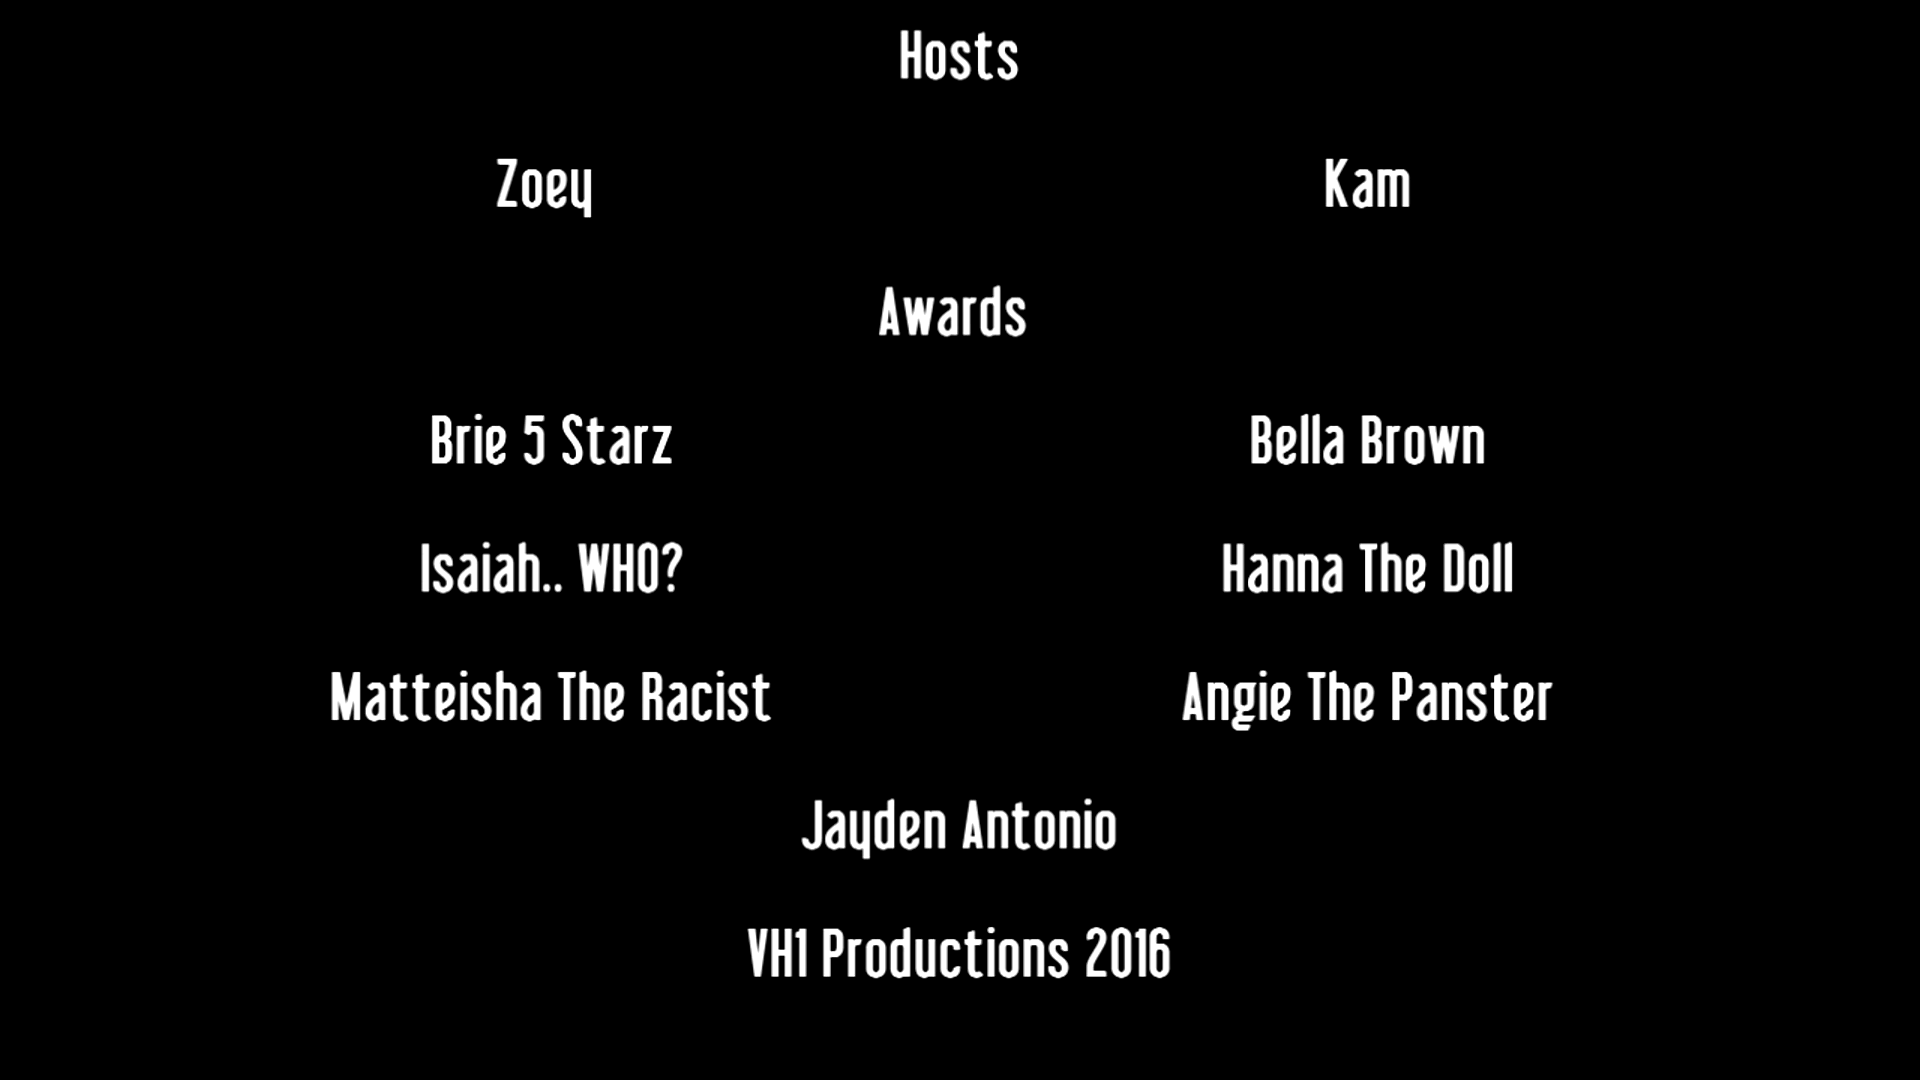 Hosts
Zoey Kam
Awards
Brie 5 Starz Bella Brown
Isaiah.. WHO? Hanna The Doll
Matteisha The Racist Angie The Panster
Jayden Antonio
VH1 Productions 2016